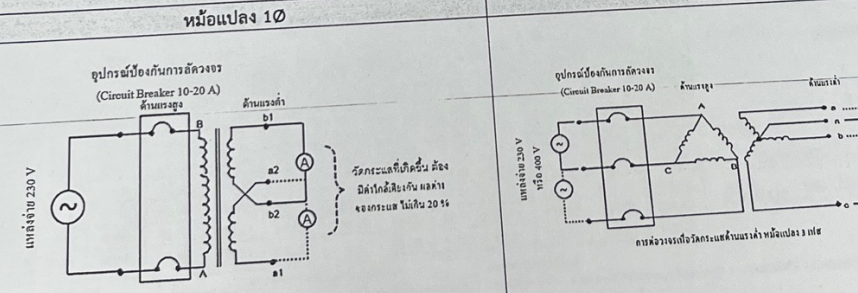 หม้อแปลง 1Ø
อุปกรณ์ป้องกันการลัดวงจร
(Circuit Breaker 10-20 A)
ด้านแรงสูง
ด้านแรงต่ำ
b1
B
A
a2
b2
A
A
a1
แหล่งจ่าย 230 V
วัดกระแสที่เกิดขึ้น ต้อง
มีค่าใกล้เคียงกัน ผลต่าง
ของกระแส ไม่เกิน 20 %
อุปกรณ์ป้องกันการลัดวงจร
(Circuit Breaker 10-20 A)
ด้านแรงสูง
ด้านแรงต่ำ
A
C
B
a
n
b
c
แหล่งจ่าย 230 V
หรือ 400 V
การต่อวงจรเพื่อวัดกระแสด้านแรงต่ำ หม้อแปลง 3 เฟส